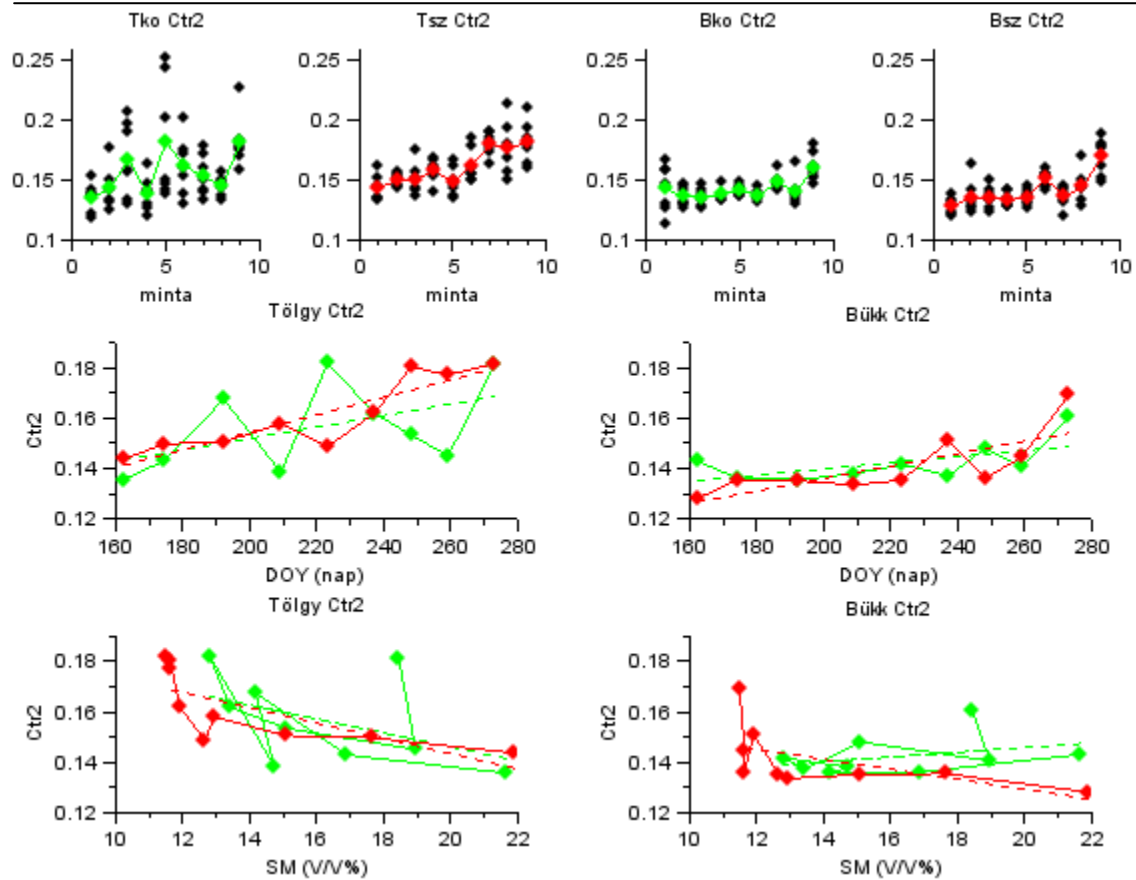 Tko Ctr2 Tsz Ctr2 Bko Ctr2 Bsz Ctr2
0.25 0.25 0.25 0.25
0.2 0.2 0.2 0.2
0.15 0.15 0.15 0.15
0.1 0.1 0.1 0.1
0 5 10 0 5 10 0 5 10 0 5 10
minta minta minta minta
Tölgy Ctr2 Bükk Ctr2
0.18 0.18
0.16 0.16
Ctr2 Ctr2
0.14 0.14
0.12 0.12
160 180 200 220 240 260 280 160 180 200 220 240 260 280
DOY (nap) DOY (nap)
Tölgy Ctr2 Bükk Ctr2
0.18 0.18
0.16 0.16
Ctr2 Ctr2
0.14 0.14
0.12 0.12
10 12 14 16 18 20 22 10 12 14 16 18 20 22
SM (V/V%) SM (V/V%)